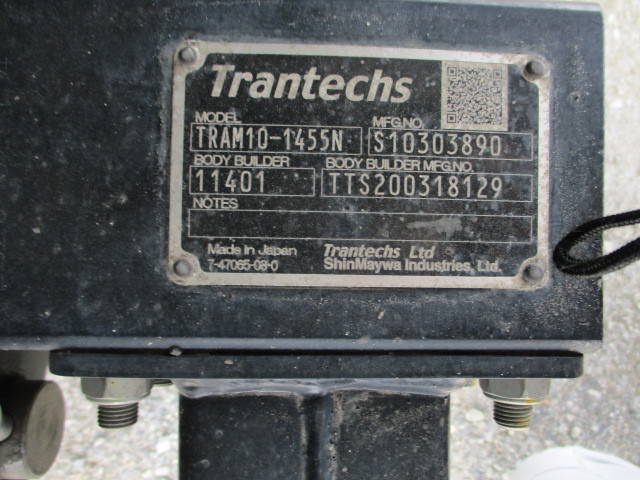 Trantechs
MODEL MFG.NO.
TRAM10-1455N S10303890
BODY BUILDER BODY BUILDER MFG.NO.
11401 TTS200318129
NOTES
Made in Japan Trantechs Ltd
7-47065-08-0 ShinMaywa Industries, Ltd.